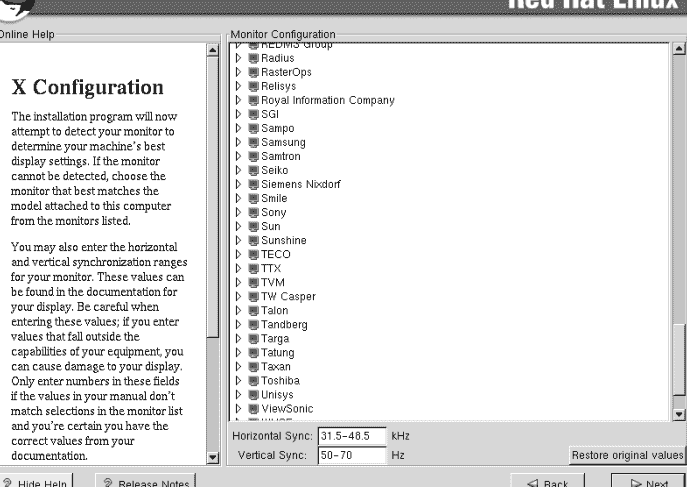 Red Hat Linux
Online Help
X Configuration
The installation program will now
attempt to detect your monitor to
determine your machine's best
display settings. If the monitor
cannot be detected, choose the
monitor that best matches the
model attached to this computer
from the monitors listed.
You may also enter the horizontal
and vertical synchronization ranges
for your monitor. These values can
be found in the documentation for
your display. Be careful when
entering these values; if you enter
values that fall outside the
capabilities of your equipment, you
can cause damage to your display.
Only enter numbers in these fields
if the values in your manual don't
match selections in the monitor list
and you're certain you have the
correct values from your
documentation.
Monitor Configuration
REDMS Group
Radius
RasterOps
Relisys
Royal Information Company
SGI
Sampo
Samsung
Samtron
Seiko
Siemens Nixdorf
Smile
Sony
Sun
Sunshine
TECO
TTX
TVM
TW Casper
Talon
Tandberg
Targa
Tatung
Taxan
Toshiba
Unisys
ViewSonic
Horizontal Sync: 31.5-48.5 kHz
Vertical Sync: 50-70 Hz
Restore original values
Hide Help
Release Notes
Back
Next